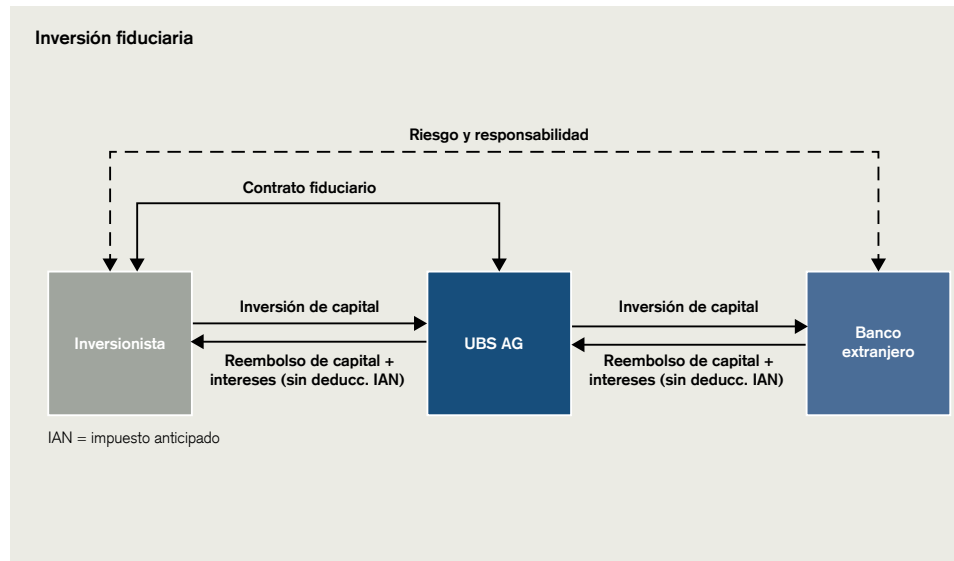 Inversión fiduciaria
Riesgo y responsabilidad
Contrato fiduciario
Inversionista
Inversión de capital
Reembolso de capital +
intereses (sin deducc. IAN)
UBS AG
Inversión de capital
Reembolso de capital +
intereses (sin deducc. IAN)
Banco
extranjero
IAN = impuesto anticipado